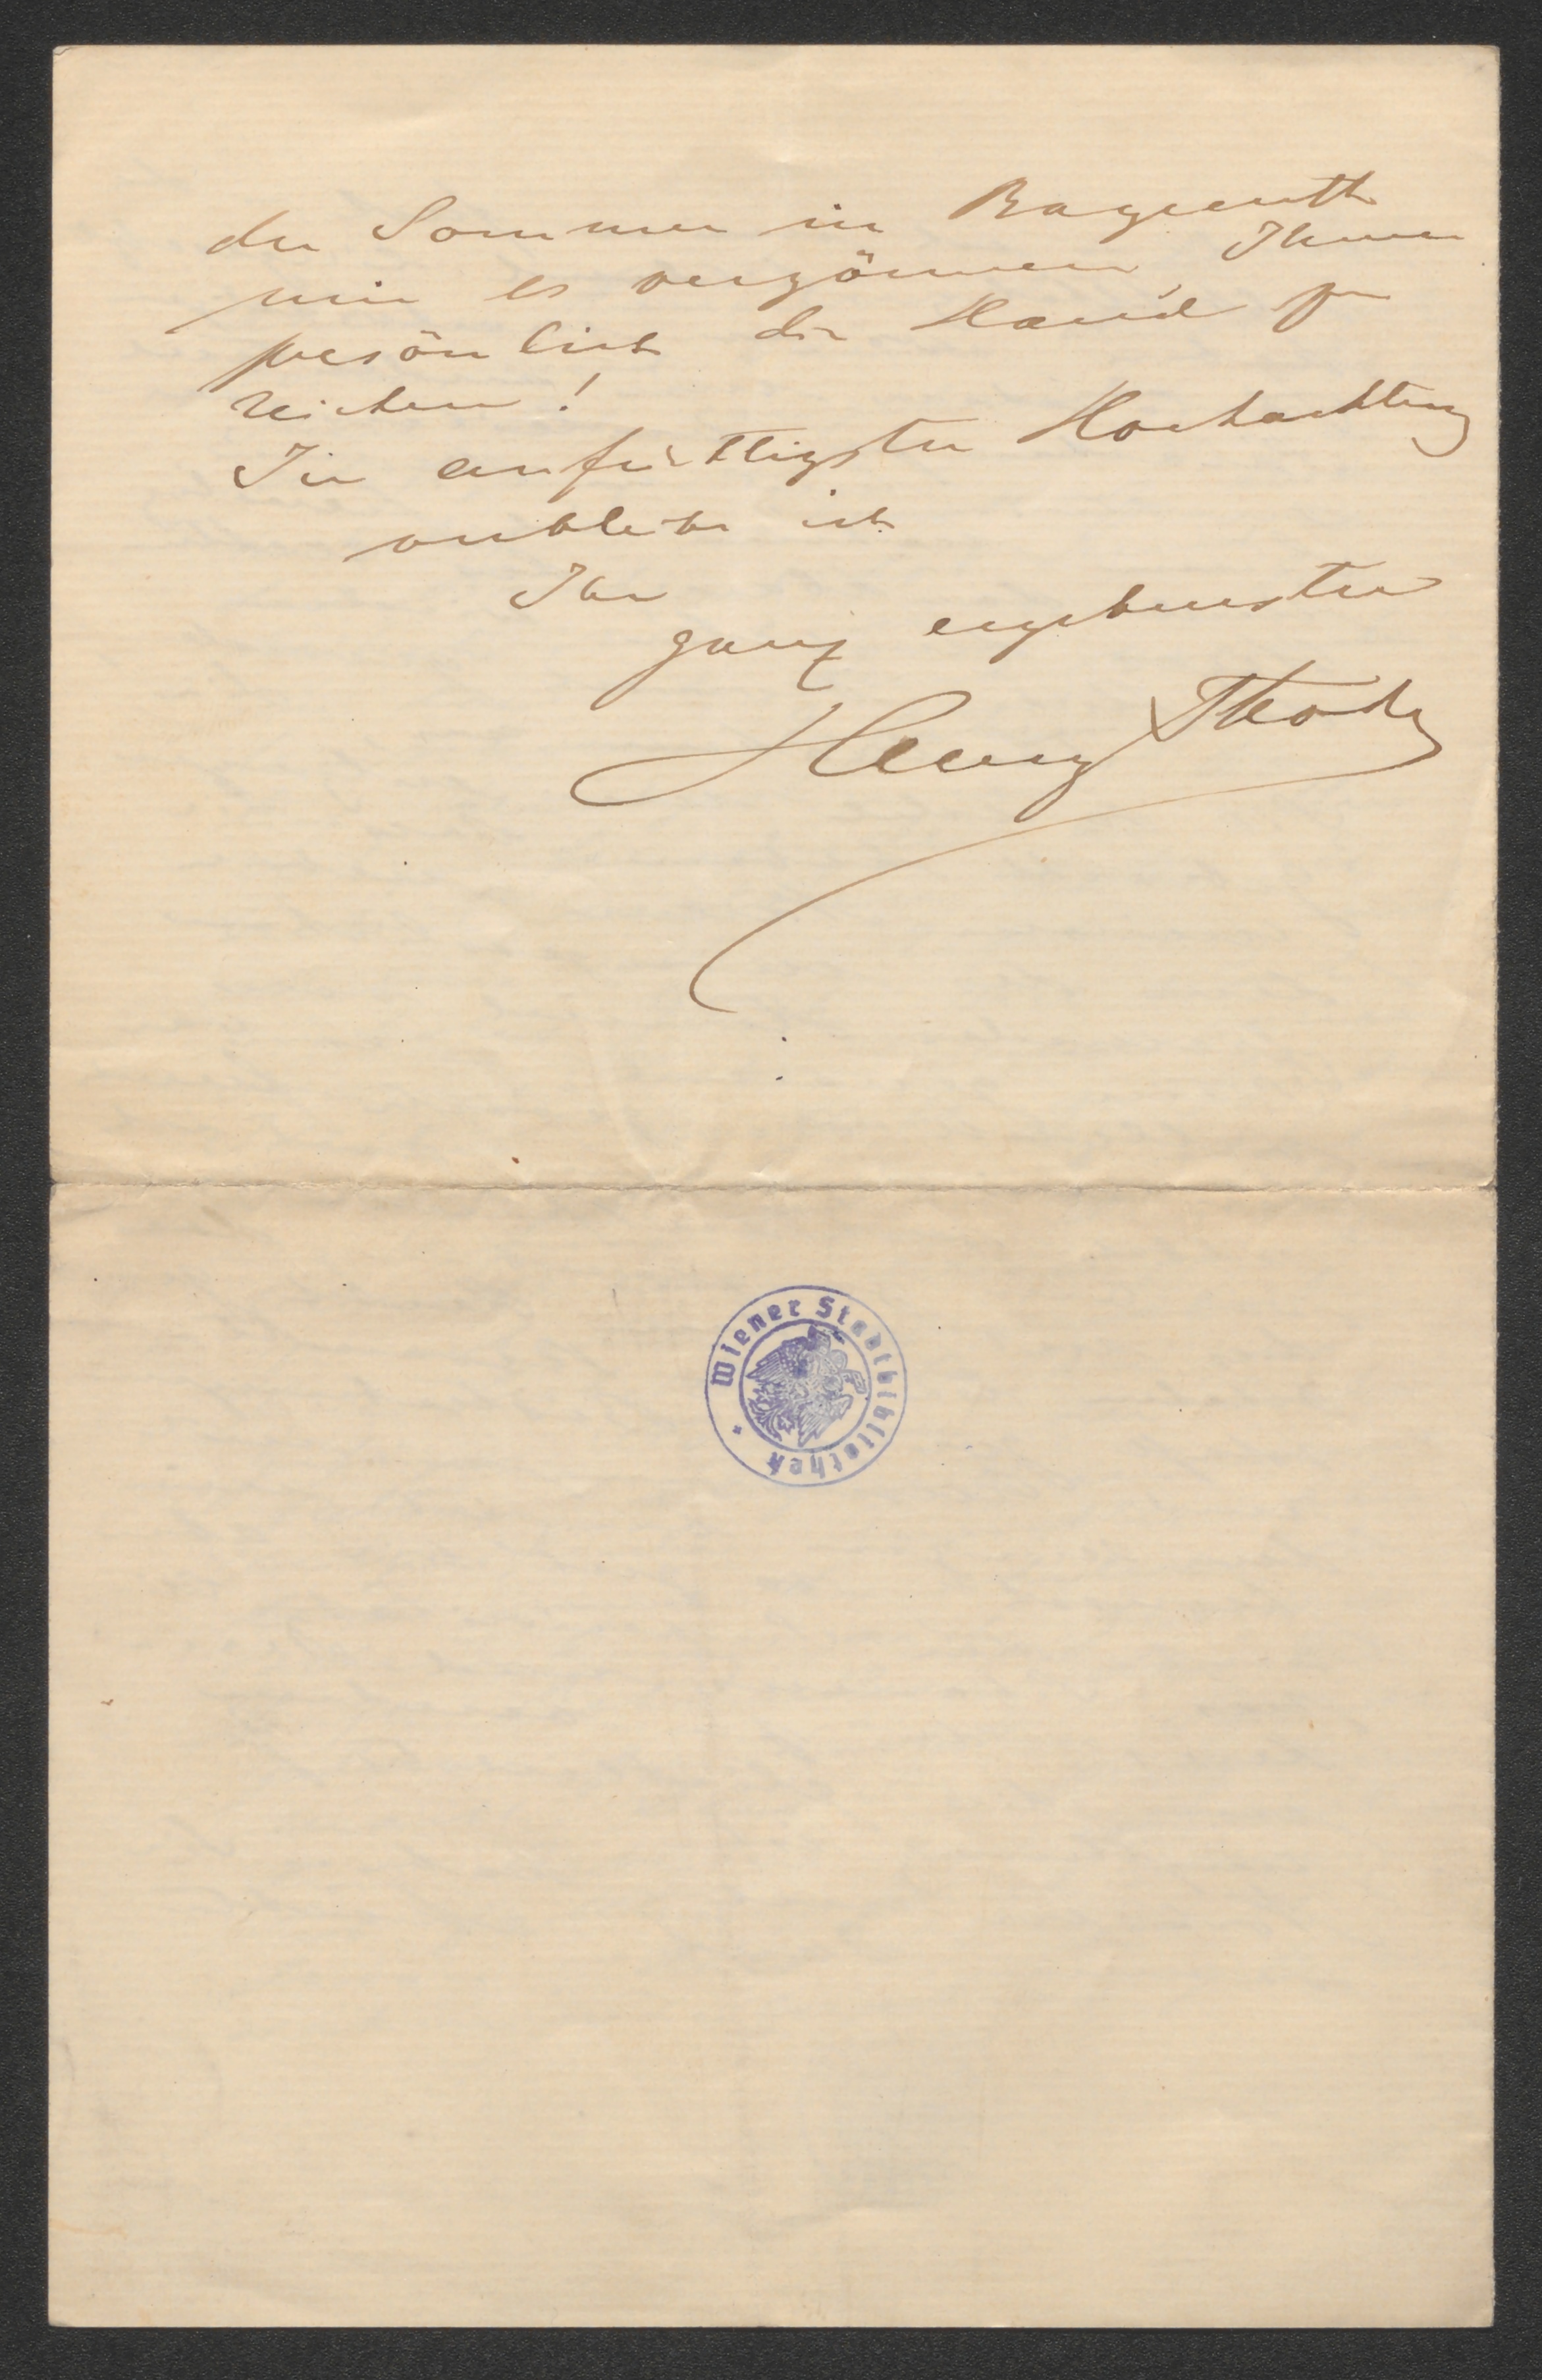 der Sommer in Bayreuth
mir es vergönnen, Ihnen
persönlich die Hand zu
reichen!
In aufrichtigster Hochachtung
verbleibe ich
Ihr
ganz ergebenster
Henry Thode
Wiener Stadtbibliothek